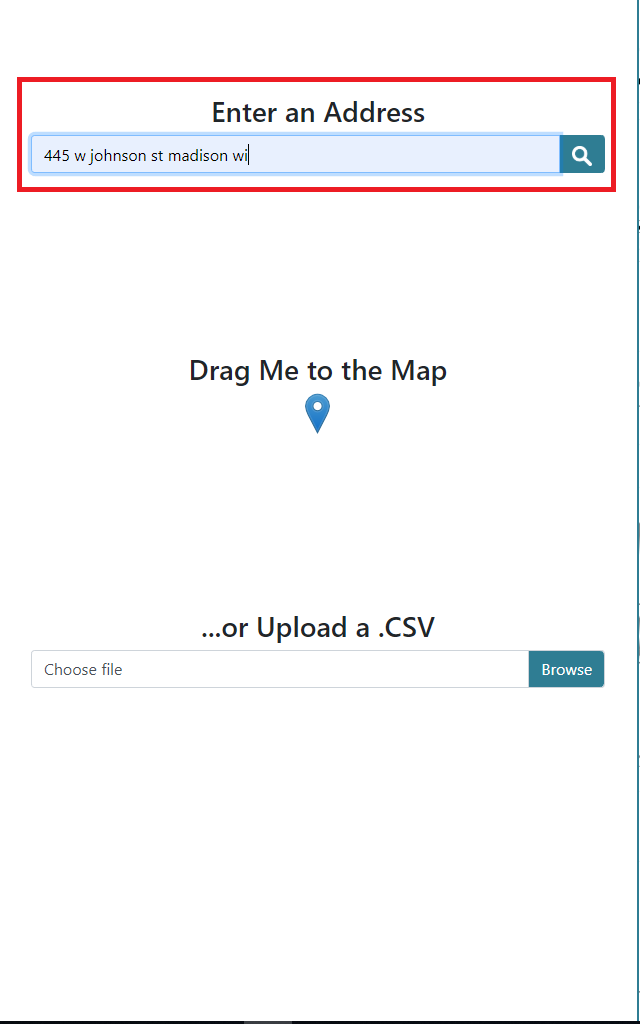 Enter an Address
445 w johnson st madison wi
Drag Me to the Map
...or Upload a .CSV
Choose file Browse